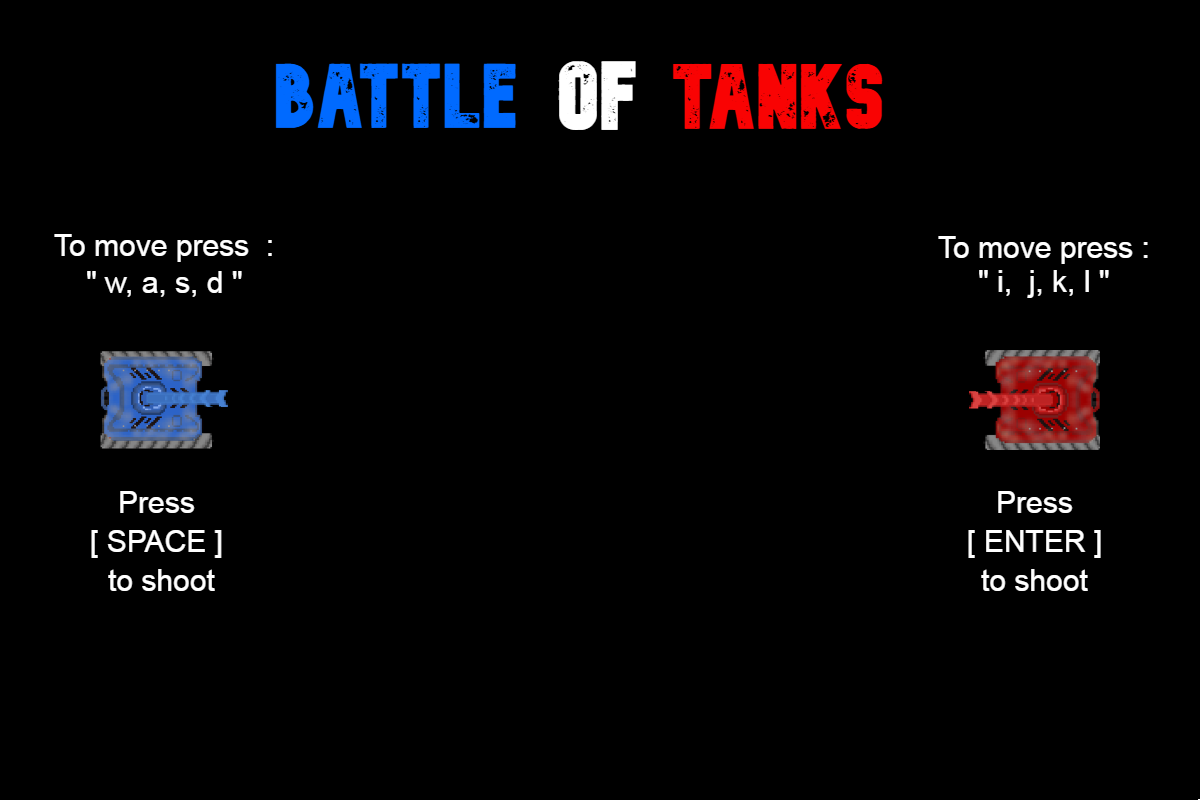 BATTLE OF TANKS
To move press  :
" w, a, s, d "
Press
[ SPACE ]
to shoot
To move press :
" i,  j, k, l "
Press
[ ENTER ]
to shoot